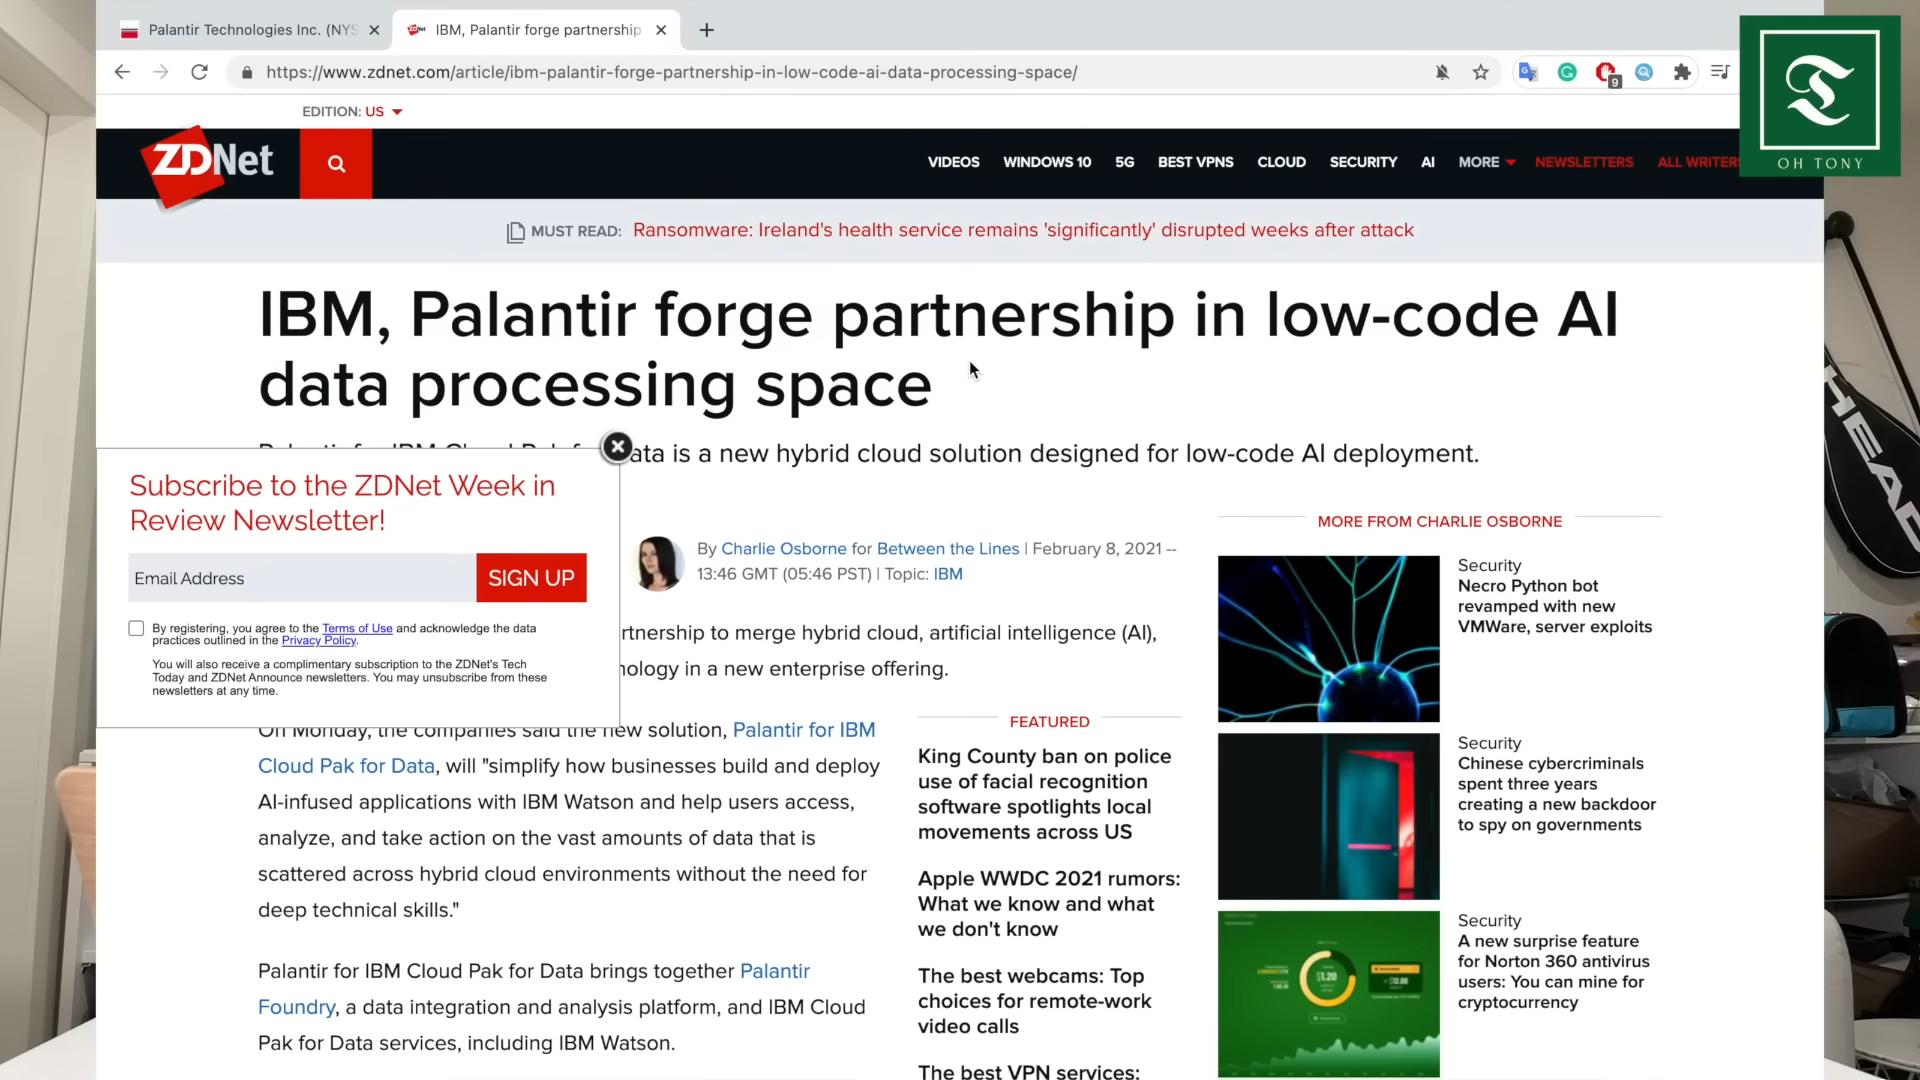 Palantir Technologies Inc. (NYS
IBM, Palantir forge partnership
https://www.zdnet.com/article/ibm-palantir-forge-partnership-in-low-code-ai-data-processing-space/
9
OH TONY
EDITION: US
ZDNet
VIDEOS WINDOWS 10 5G BEST VPNS CLOUD SECURITY AI MORE NEWSLETTERS ALL WRITERS
MUST READ: Ransomware: Ireland's health service remains 'significantly' disrupted weeks after attack
IBM, Palantir forge partnership in low-code AI
data processing space
ata is a new hybrid cloud solution designed for low-code AI deployment.
Subscribe to the ZDNet Week in
Review Newsletter!
Email Address
SIGN UP
By registering, you agree to the Terms of Use and acknowledge the data
practices outlined in the Privacy Policy.
You will also receive a complimentary subscription to the ZDNet's Tech
Today and ZDNet Announce newsletters. You may unsubscribe from these
newsletters at any time.
By Charlie Osborne for Between the Lines | February 8, 2021 --
13:46 GMT (05:46 PST) | Topic: IBM
rtnership to merge hybrid cloud, artificial intelligence (AI),
nology in a new enterprise offering.
On Monday, the companies said the new solution, Palantir for IBM
Cloud Pak for Data, will "simplify how businesses build and deploy
AI-infused applications with IBM Watson and help users access,
analyze, and take action on the vast amounts of data that is
scattered across hybrid cloud environments without the need for
deep technical skills."
Palantir for IBM Cloud Pak for Data brings together Palantir
Foundry, a data integration and analysis platform, and IBM Cloud
Pak for Data services, including IBM Watson.
FEATURED
King County ban on police
use of facial recognition
software spotlights local
movements across US
Apple WWDC 2021 rumors:
What we know and what
we don't know
The best webcams: Top
choices for remote-work
video calls
The best VPN services:
MORE FROM CHARLIE OSBORNE
Security
Necro Python bot
revamped with new
VMWare, server exploits
Security
Chinese cybercriminals
spent three years
creating a new backdoor
to spy on governments
Security
A new surprise feature
for Norton 360 antivirus
users: You can mine for
cryptocurrency
$1.20
HEAD